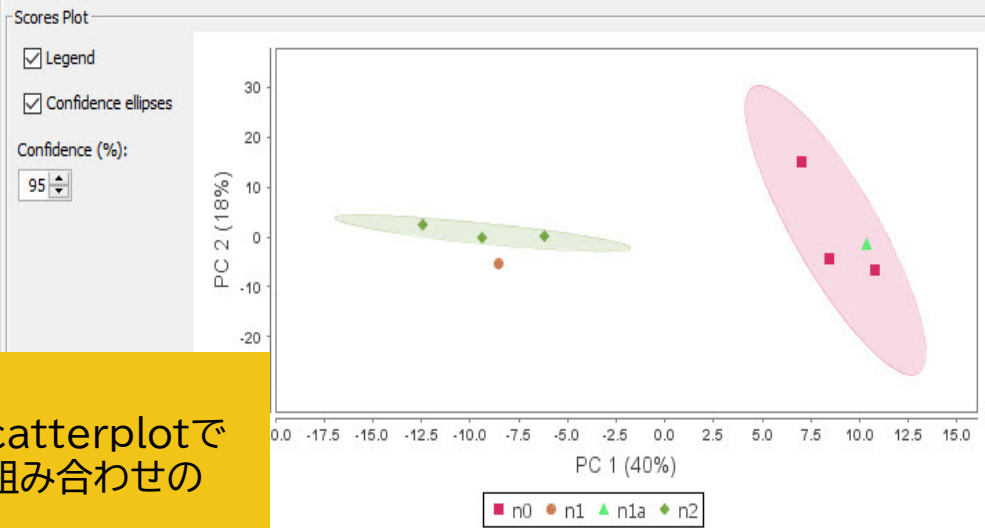 Scores Plot
Legend
Confidence ellipses
Confidence (%):
95
30
20
10
0
-10
-20
PC 2 (18%)
0.0 -17.5 -15.0 -12.5 -10.0 -7.5 -5.0 -2.5 0.0 2.5 5.0 7.5 10.0 12.5 15.0
PC 1 (40%)
n0 n1 n1a n2
catterplotで
組み合わせの